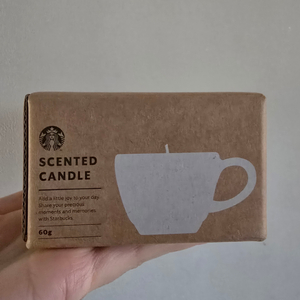 SCENTED
CANDLE
Add a little joy to your day.
Share your precious
moments and memories
with Starbucks.
60g